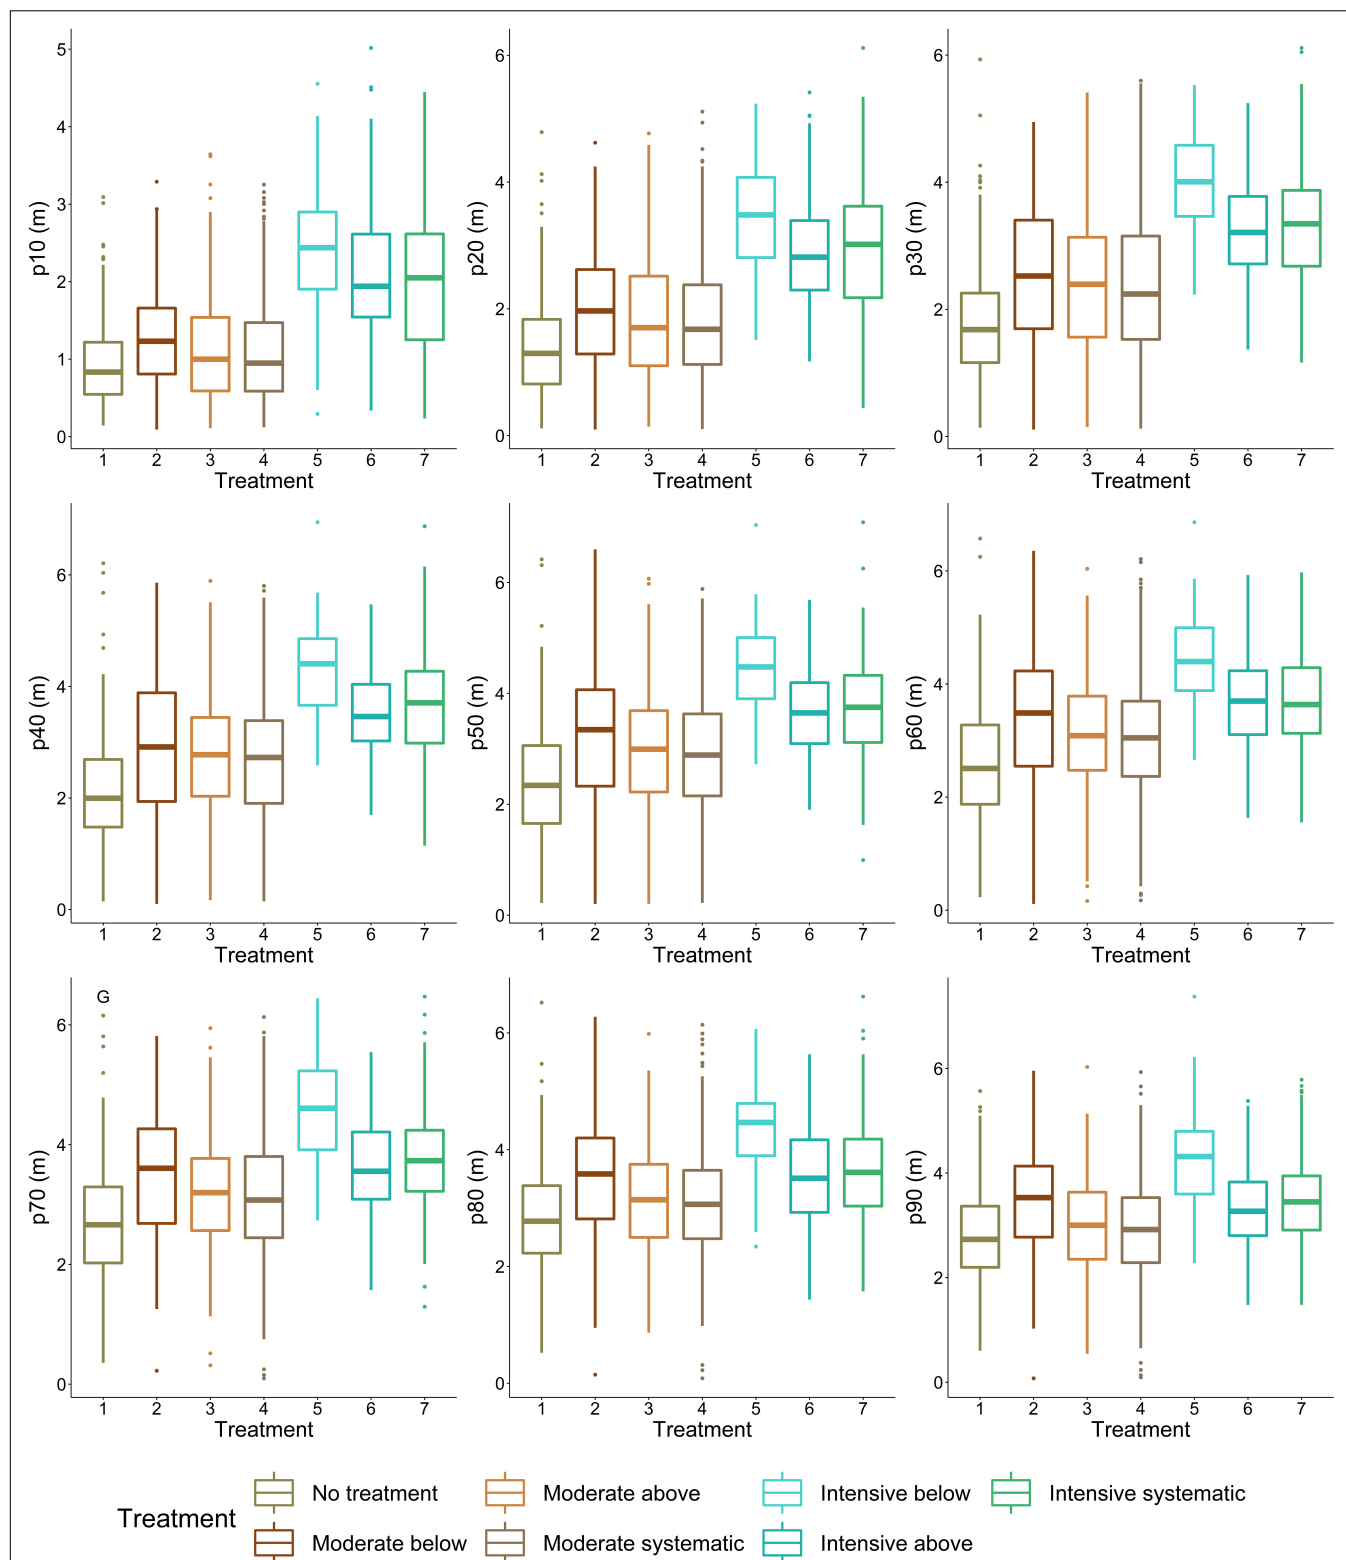 5
4
3
2
1
0
p10 (m)
1 2 3 4 5 6 7
Treatment
6
4
2
0
p20 (m)
1 2 3 4 5 6 7
Treatment
6
4
2
0
p30 (m)
1 2 3 4 5 6 7
Treatment
6
4
2
0
p40 (m)
1 2 3 4 5 6 7
Treatment
6
4
2
0
p50 (m)
1 2 3 4 5 6 7
Treatment
6
4
2
0
p60 (m)
1 2 3 4 5 6 7
Treatment
G
6
4
2
0
p70 (m)
1 2 3 4 5 6 7
Treatment
6
4
2
0
p80 (m)
1 2 3 4 5 6 7
Treatment
6
4
2
0
p90 (m)
1 2 3 4 5 6 7
Treatment
Treatment
No treatment
Moderate below
Moderate above
Moderate systematic
Intensive below
Intensive above
Intensive systematic